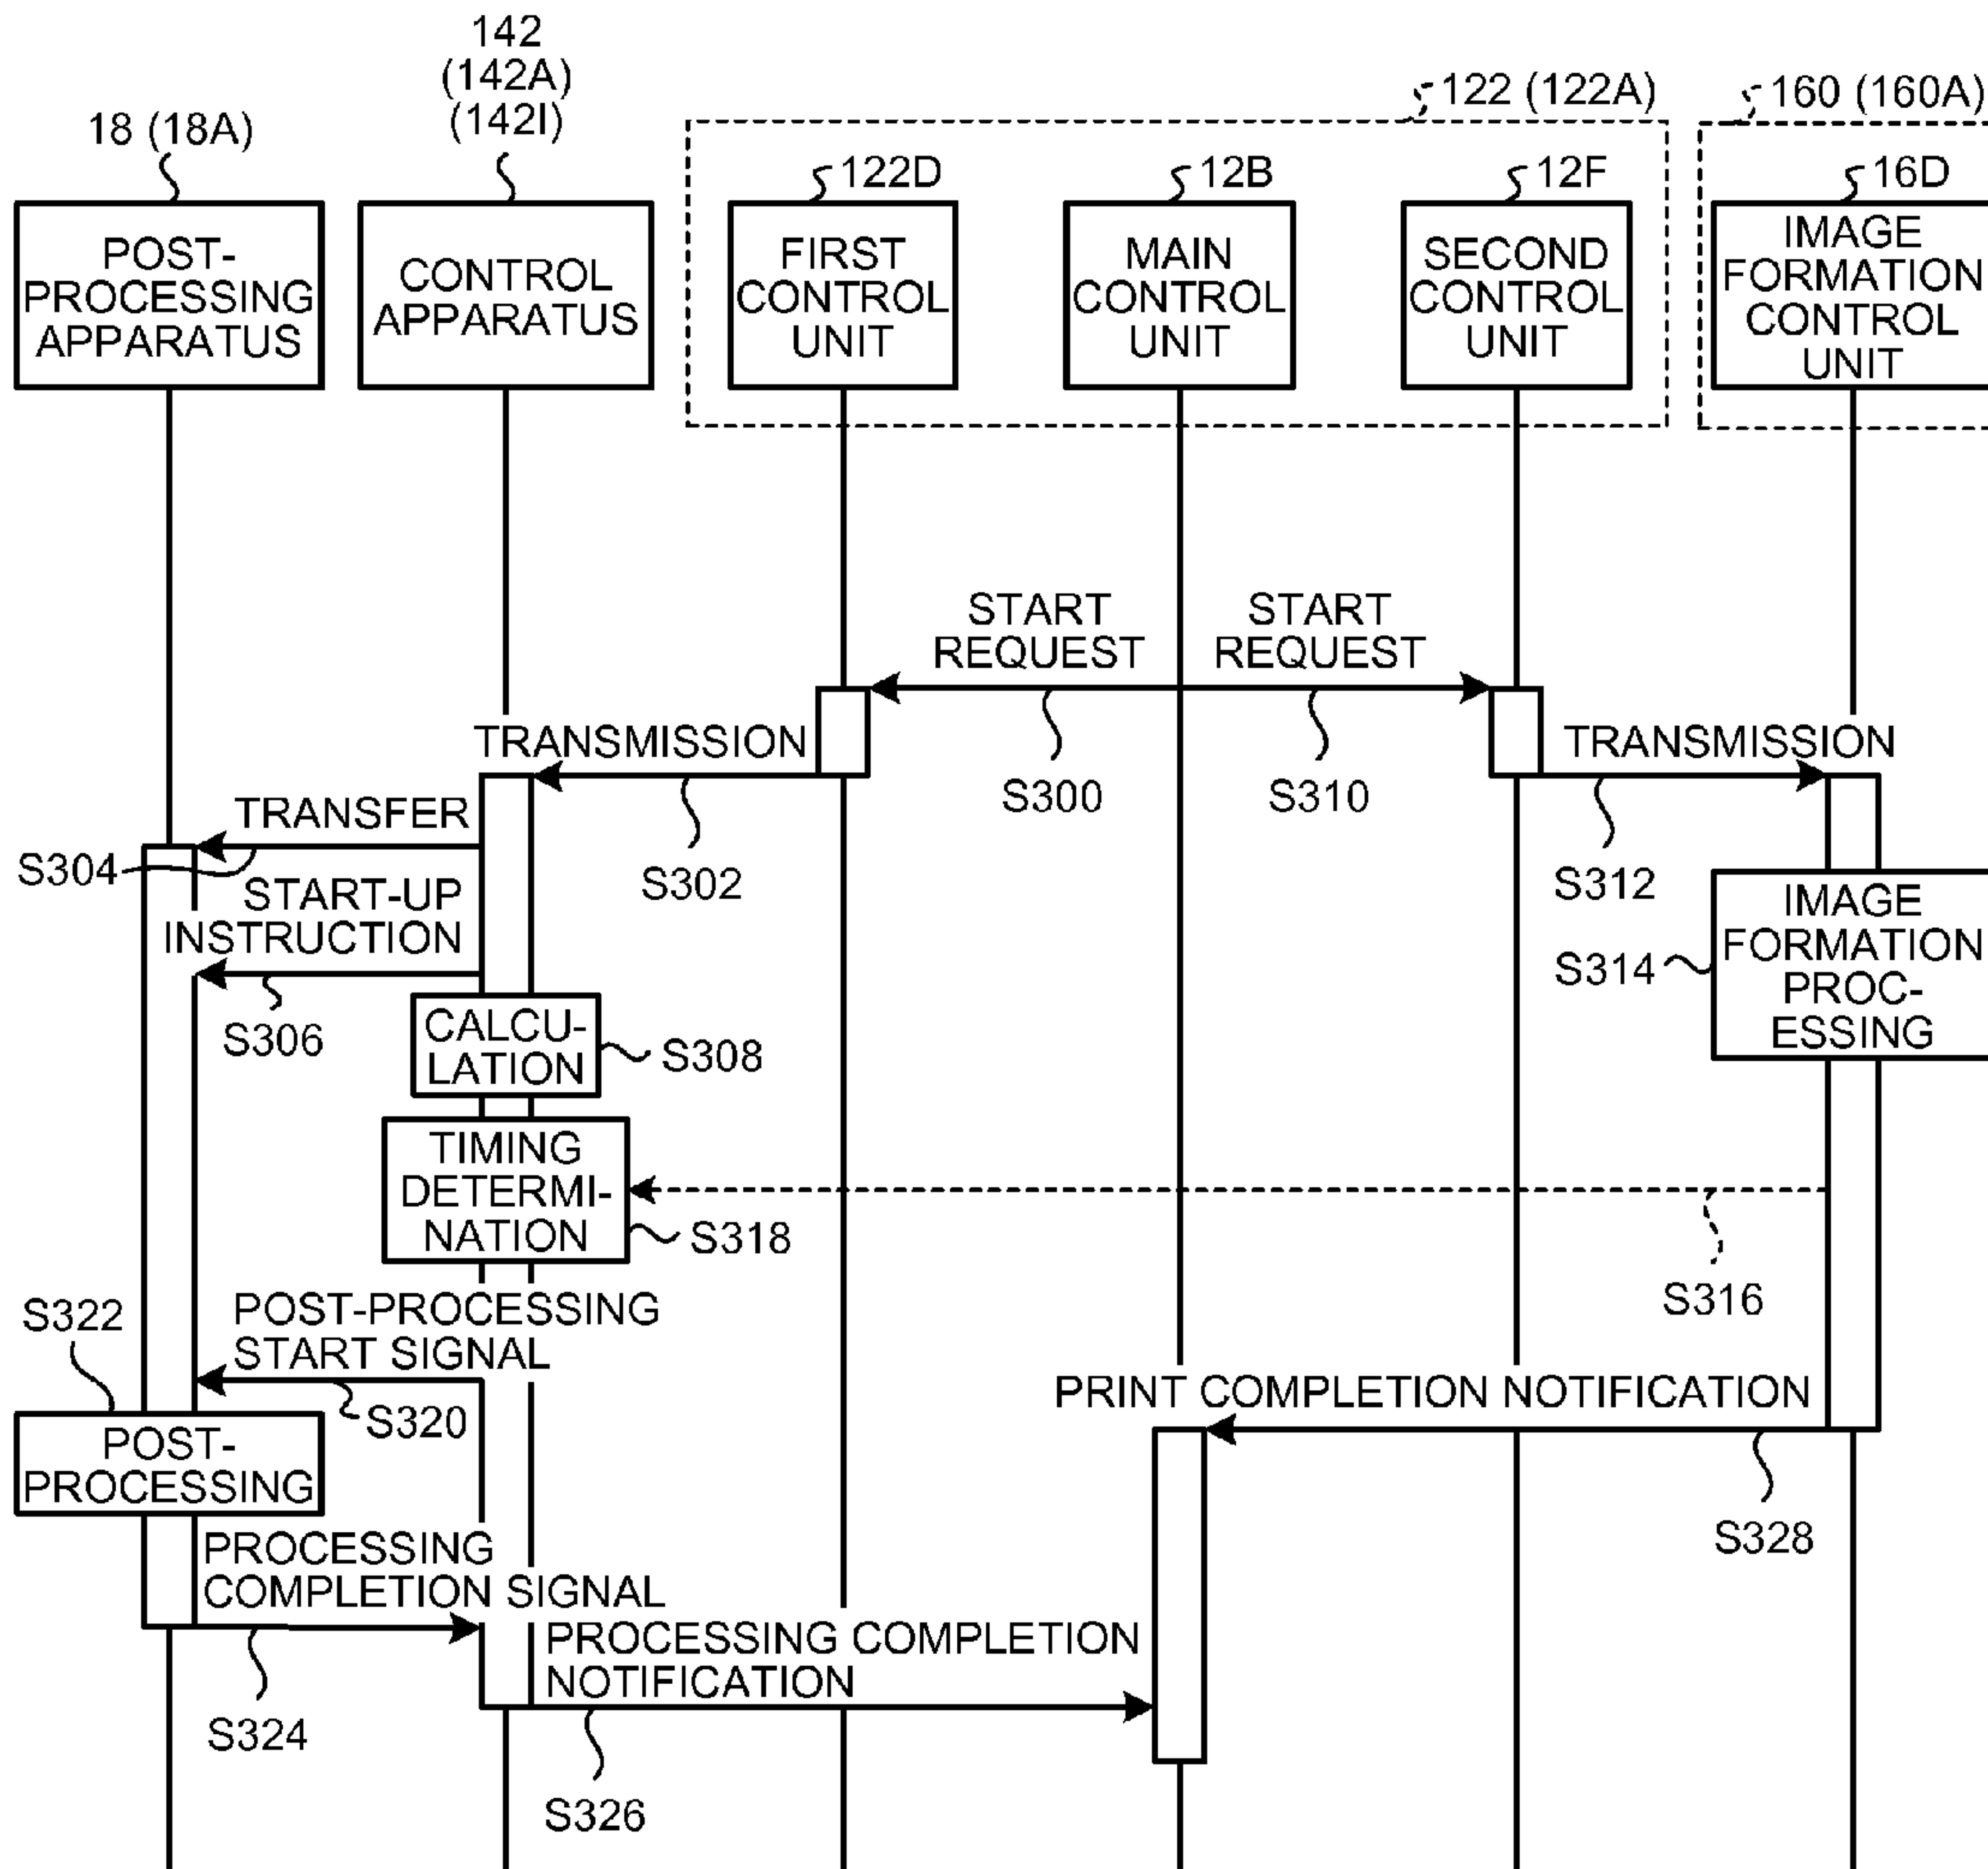 142
(142A)
(142I)
18 (18A)
122 (122A)
160 (160A)
122D
12B
12F
16D
POST-
PROCESSING
APPARATUS
CONTROL
APPARATUS
FIRST
CONTROL
UNIT
MAIN
CONTROL
UNIT
SECOND
CONTROL
UNIT
IMAGE
FORMATION
CONTROL
UNIT
START
REQUEST
START
REQUEST
S300
S310
TRANSMISSION
S302
TRANSMISSION
S312
TRANSFER
S304
START-UP
INSTRUCTION
S306
CALCU-
LATION
S308
IMAGE
FORMATION
PROC-
ESSING
S314
TIMING
DETERMI-
NATION
S318
S316
POST-PROCESSING
START SIGNAL
S320
S322
POST-
PROCESSING
PRINT COMPLETION NOTIFICATION
S328
PROCESSING
COMPLETION SIGNAL
S324
PROCESSING COMPLETION
NOTIFICATION
S326